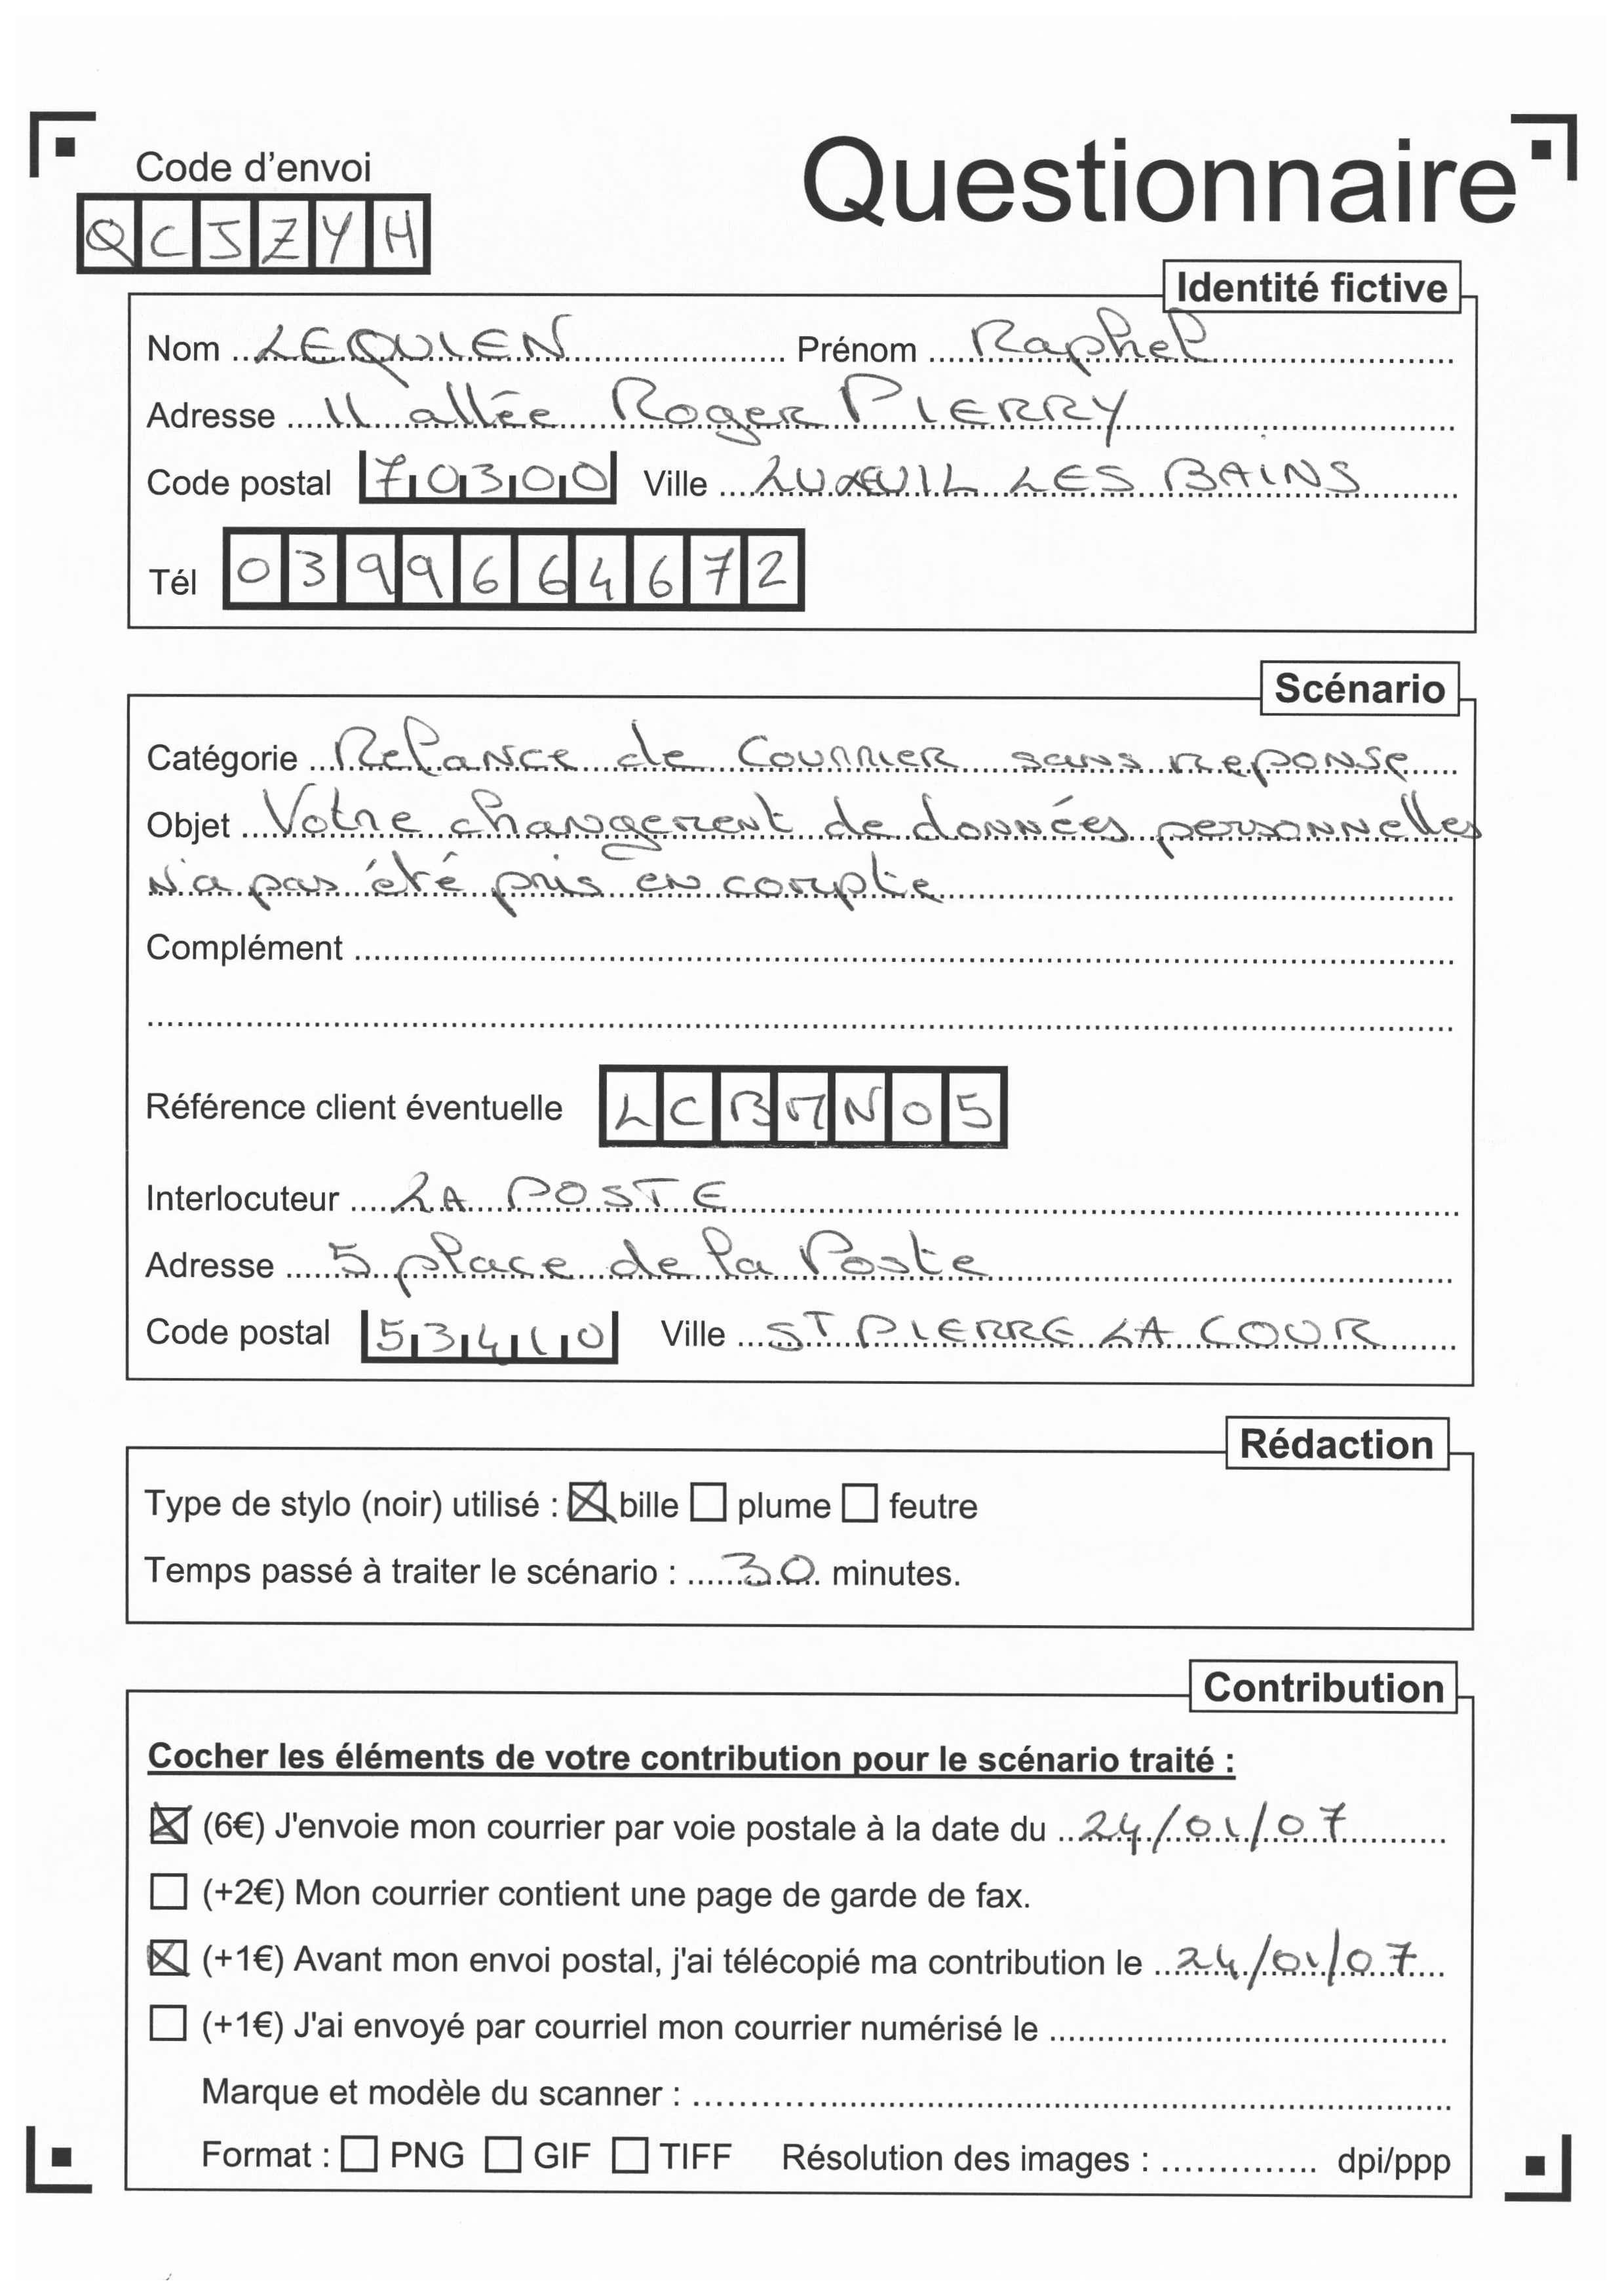 Code d'envoi
Questionnaire
QCJZYH
Identité fictive
Nom LEQUIEN Prénom Raphel
Adresse 11 allée Roger PIERRY
Code postal 70300 Ville LUXEUIL LES BAINS
Tél 0399664672
Scénario
Catégorie Relance de Courrier sans reponse
Objet Votre changement de données personnelles
n'a pas été pris en compte
Complément
Référence client éventuelle LCBMN05
Interlocuteur LA POSTE
Adresse 5 place de la Poste
Code postal 53410 Ville ST PIERRE LA COUR
Rédaction
Type de stylo (noir) utilisé : bille plume feutre
Temps passé à traiter le scénario : 30 minutes.
Contribution
Cocher les éléments de votre contribution pour le scénario traité :
(6€) J'envoie mon courrier par voie postale à la date du 24/01/07
(+2€) Mon courrier contient une page de garde de fax.
(+1€) Avant mon envoi postal, j'ai télécopié ma contribution le 24/01/07
(+1€) J'ai envoyé par courriel mon courrier numérisé le
Marque et modèle du scanner :
Format : PNG GIF TIFF Résolution des images : dpi/ppp